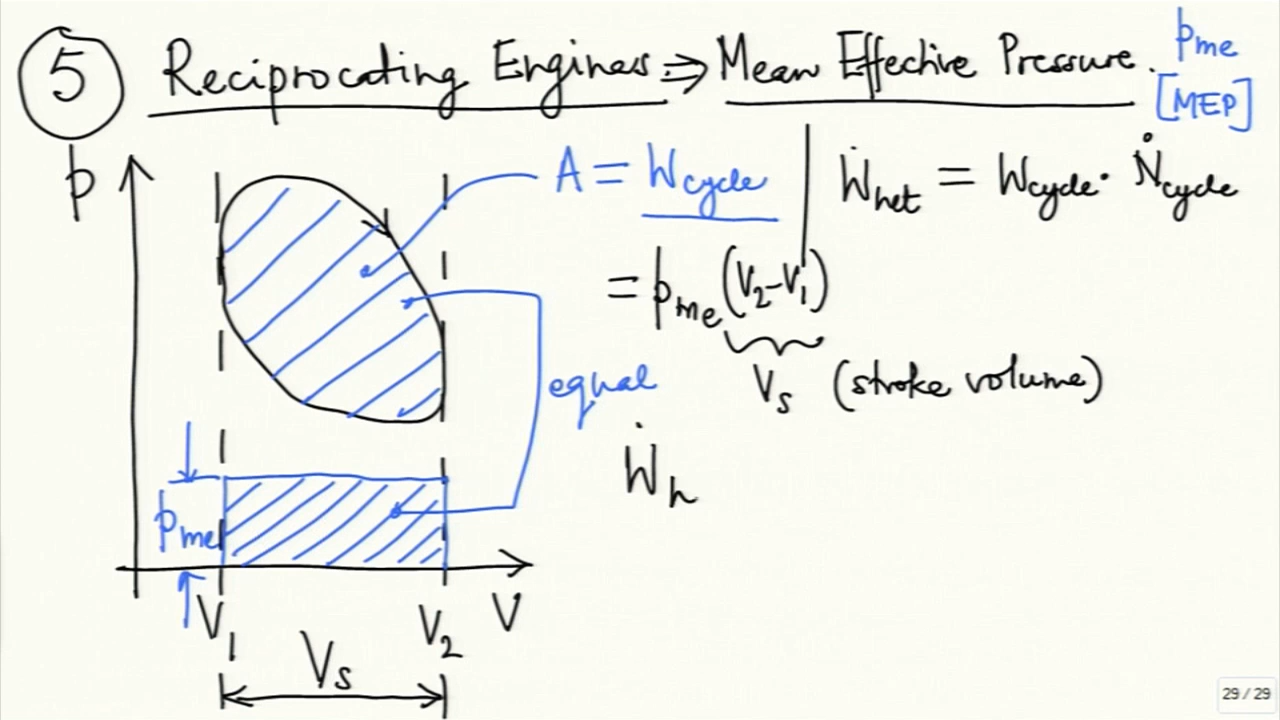 5 Reciprocating Engines ⇒ Mean Effective Pressure. pme
[MEP]
p
A = Wcycle
Ẇnet = Wcycle · Ṅcycle
= pme (V2-V1)
Vs (stroke volume)
equal
Ẇn
pme
V1 V2 V
Vs
29 / 29